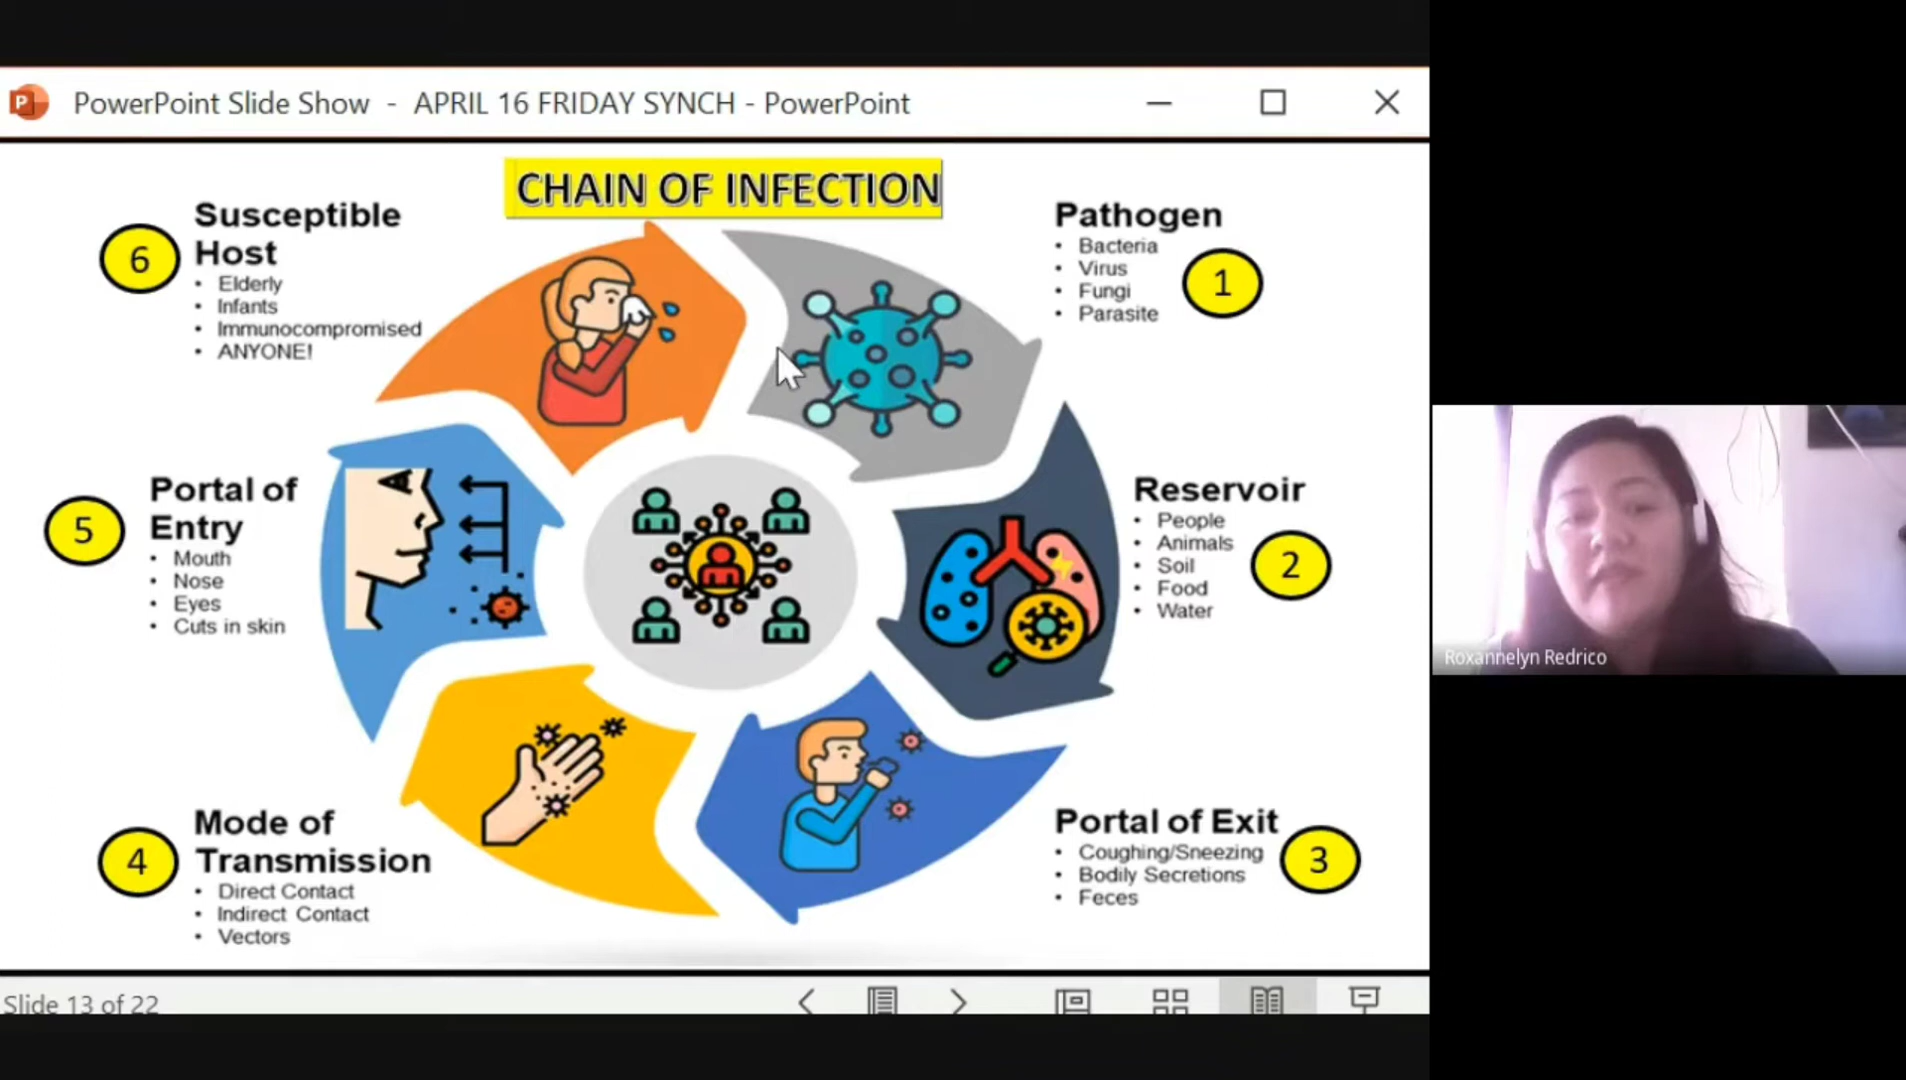 P
PowerPoint Slide Show - APRIL 16 FRIDAY SYNCH - PowerPoint
CHAIN OF INFECTION
Pathogen
• Bacteria
• Virus
• Fungi
• Parasite
1
Reservoir
• People
• Animals
• Soil
• Food
• Water
2
Portal of Exit
• Coughing/Sneezing
• Bodily Secretions
• Feces
3
Mode of
Transmission
• Direct Contact
• Indirect Contact
• Vectors
4
Portal of
Entry
• Mouth
• Nose
• Eyes
• Cuts in skin
5
Susceptible
Host
• Elderly
• Infants
• Immunocompromised
• ANYONE!
6
Roxannelyn Redrico
Slide 13 of 22